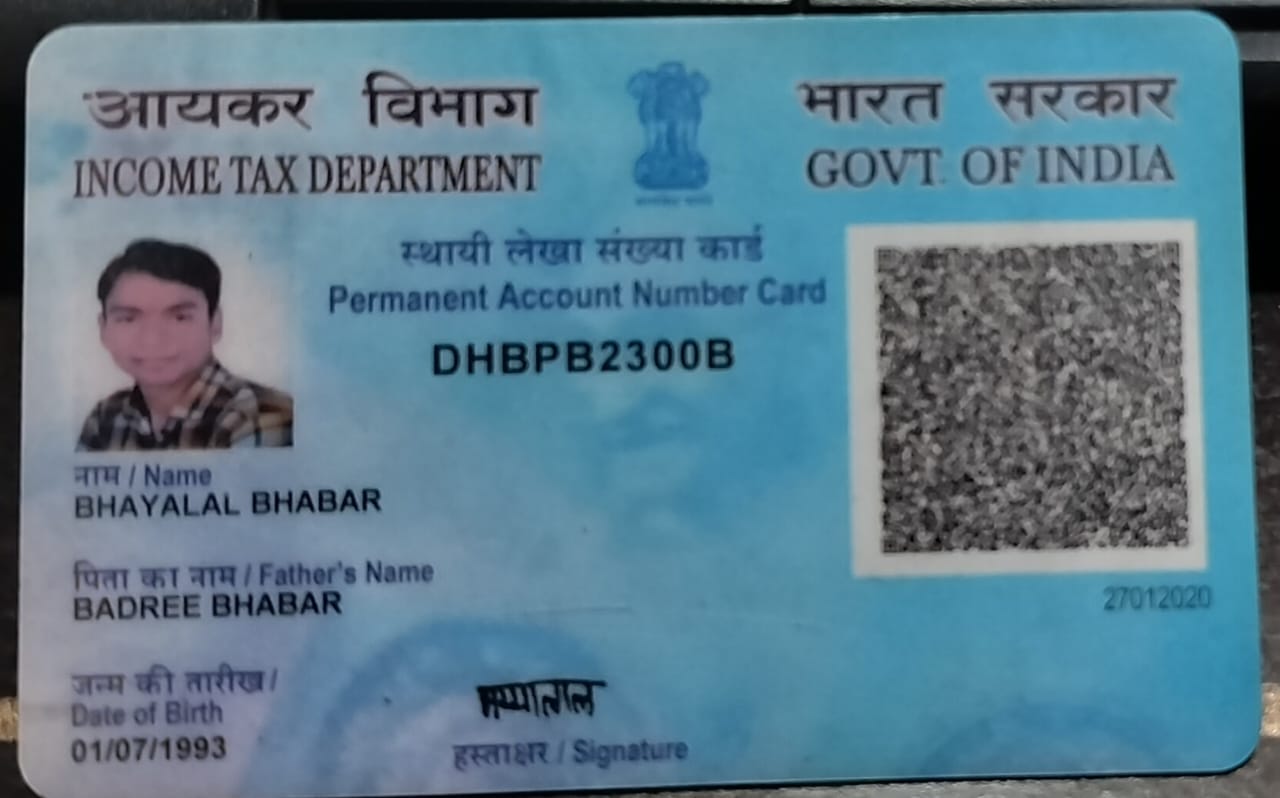 आयकर विभाग
INCOME TAX DEPARTMENT
भारत सरकार
GOVT. OF INDIA
स्थायी लेखा संख्या कार्ड
Permanent Account Number Card
DHBPB2300B
नाम / Name
BHAYALAL BHABAR
पिता का नाम / Father's Name
BADREE BHABAR
27012020
जन्म की तारीख /
Date of Birth
01/07/1993
हस्ताक्षर / Signature